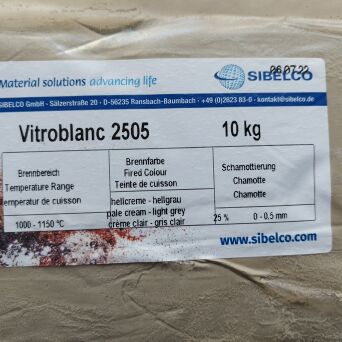 Material solutions advancing life
SIBELCO
06.07.22
SIBELCO GmbH - Sälzerstraße 20 · D-56235 Ransbach-Baumbach · +49 (0)2623 83-0 · kontakt@sibelco.de
Vitroblanc 2505 10 kg
Brennbereich
Temperature Range
Temperatur de cuisson
Brennfarbe
Fired Colour
Teinte de cuisson
Schamottierung
Chamotte
Chamotte
1000 - 1150 °C
hellcreme - hellgrau
pale cream - light grey
crème clair - gris clair
25 % 0 - 0,5 mm
www.sibelco.com